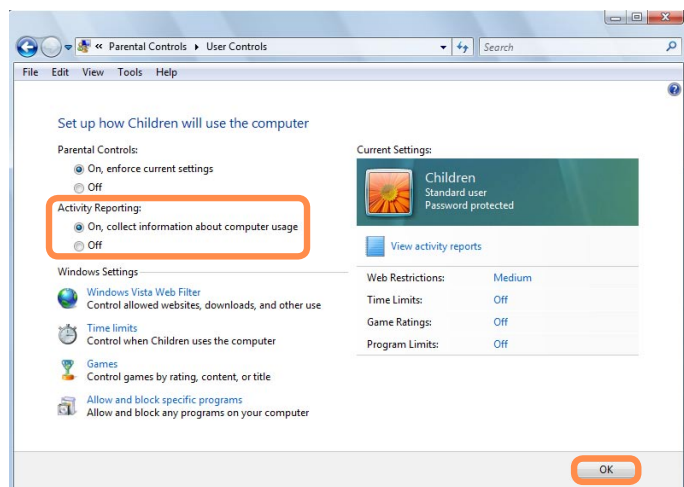 « Parental Controls ▸ User Controls
Search
File Edit View Tools Help
Set up how Children will use the computer
Parental Controls:
On, enforce current settings
Off
Activity Reporting:
On, collect information about computer usage
Off
Windows Settings
Windows Vista Web Filter
Control allowed websites, downloads, and other use
Time limits
Control when Children uses the computer
Games
Control games by rating, content, or title
Allow and block specific programs
Allow and block any programs on your computer
Current Settings:
Children
Standard user
Password protected
View activity reports
Web Restrictions: Medium
Time Limits: Off
Game Ratings: Off
Program Limits: Off
OK